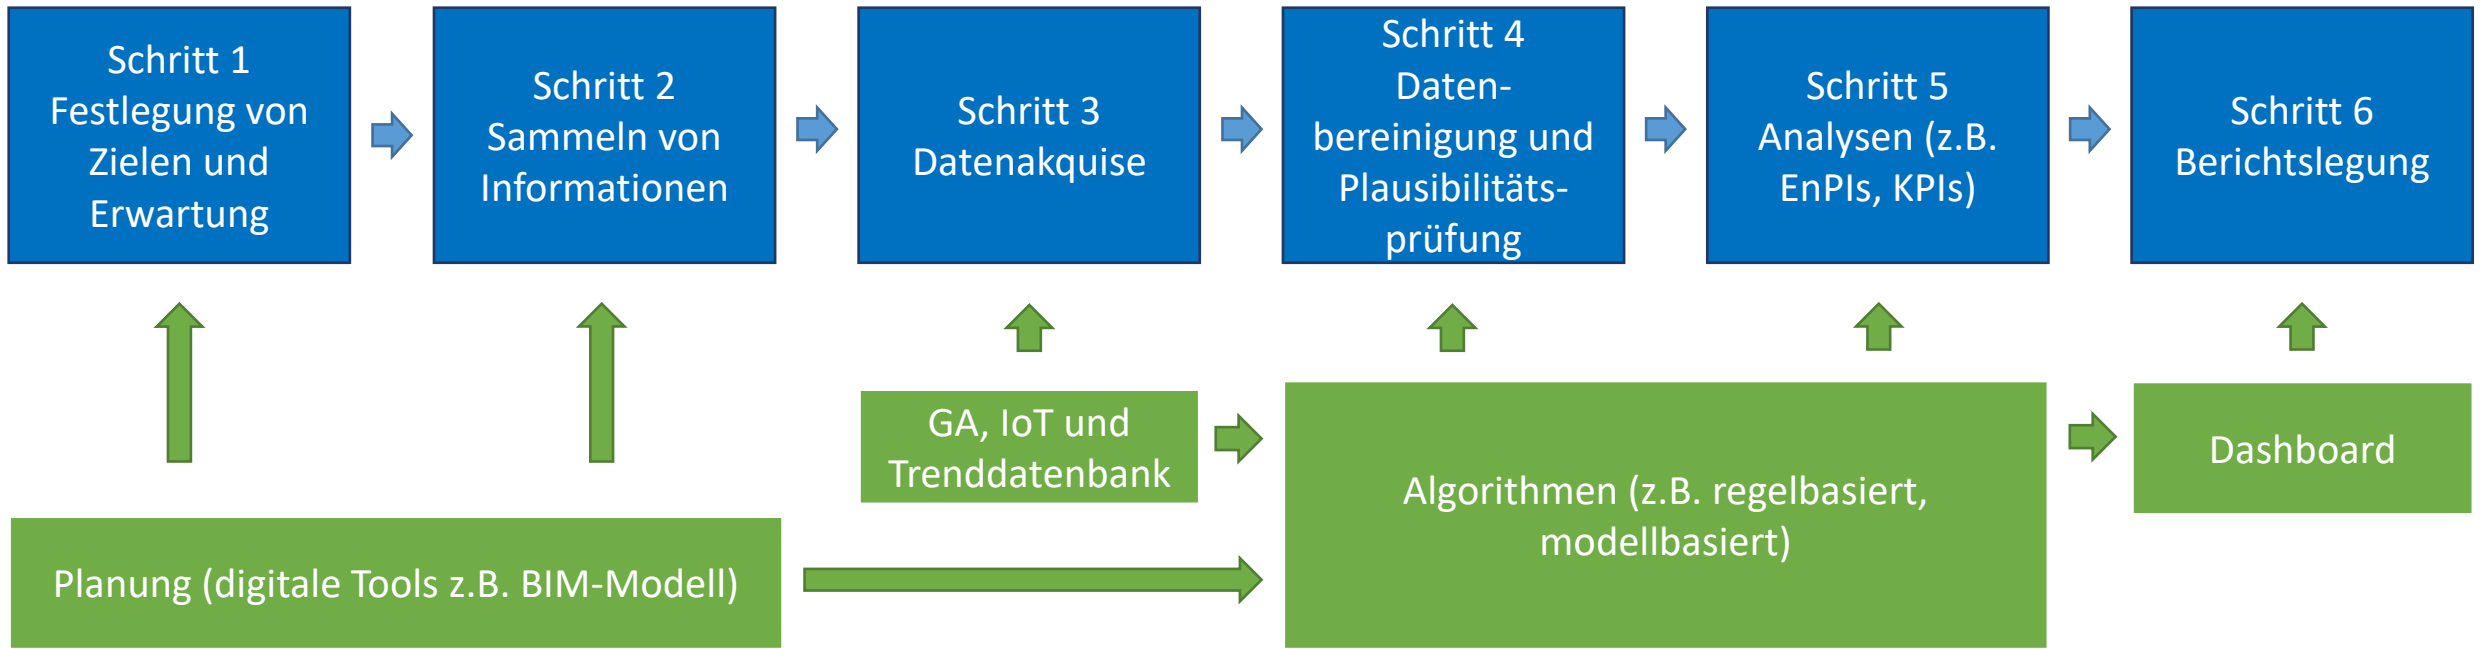 Schritt 1
Festlegung von
Zielen und
Erwartung
Schritt 2
Sammeln von
Informationen
Schritt 3
Datenakquise
Schritt 4
Daten-
bereinigung und
Plausibilitäts-
prüfung
Schritt 5
Analysen (z.B.
EnPIs, KPIs)
Schritt 6
Berichtslegung
GA, IoT und
Trenddatenbank
Algorithmen (z.B. regelbasiert,
modellbasiert)
Dashboard
Planung (digitale Tools z.B. BIM-Modell)